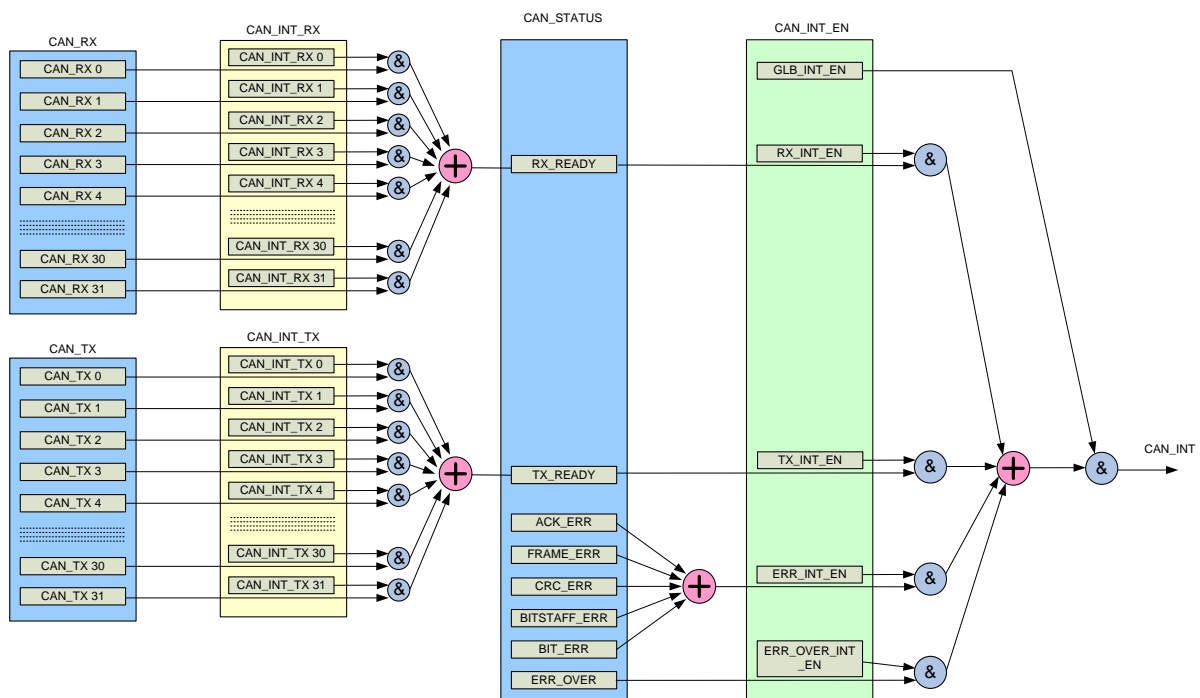 CAN_STATUS
CAN_RX
CAN_INT_RX
CAN_INT_EN
CAN_RX 0
CAN_RX 1
CAN_RX 2
CAN_RX 3
CAN_RX 4
CAN_RX 30
CAN_RX 31
CAN_INT_RX 0
CAN_INT_RX 1
CAN_INT_RX 2
CAN_INT_RX 3
CAN_INT_RX 4
CAN_INT_RX 30
CAN_INT_RX 31
&
&
&
&
&
&
&
+
CAN_TX
CAN_INT_TX
CAN_TX 0
CAN_TX 1
CAN_TX 2
CAN_TX 3
CAN_TX 4
CAN_TX 30
CAN_TX 31
CAN_INT_TX 0
CAN_INT_TX 1
CAN_INT_TX 2
CAN_INT_TX 3
CAN_INT_TX 4
CAN_INT_TX 30
CAN_INT_TX 31
&
&
&
&
&
&
&
+
RX_READY
TX_READY
ACK_ERR
FRAME_ERR
CRC_ERR
BITSTAFF_ERR
BIT_ERR
ERR_OVER
+
GLB_INT_EN
RX_INT_EN
TX_INT_EN
ERR_INT_EN
ERR_OVER_INT
_EN
&
&
&
&
+
&
CAN_INT